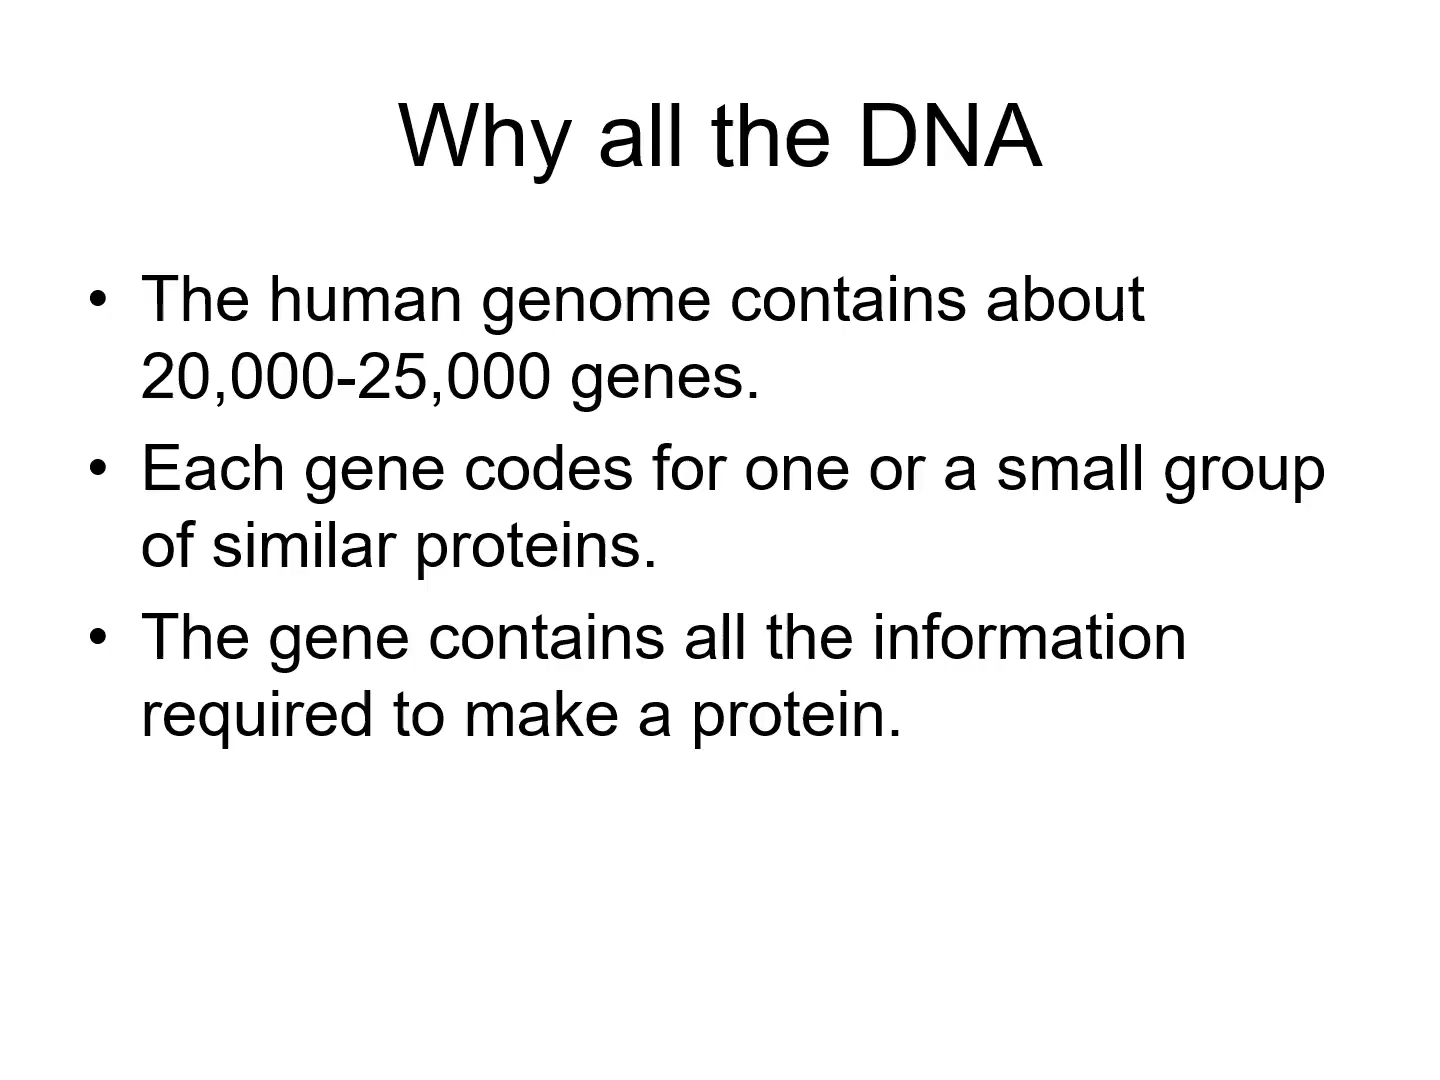 Why all the DNA
• The human genome contains about
20,000-25,000 genes.
• Each gene codes for one or a small group
of similar proteins.
• The gene contains all the information
required to make a protein.